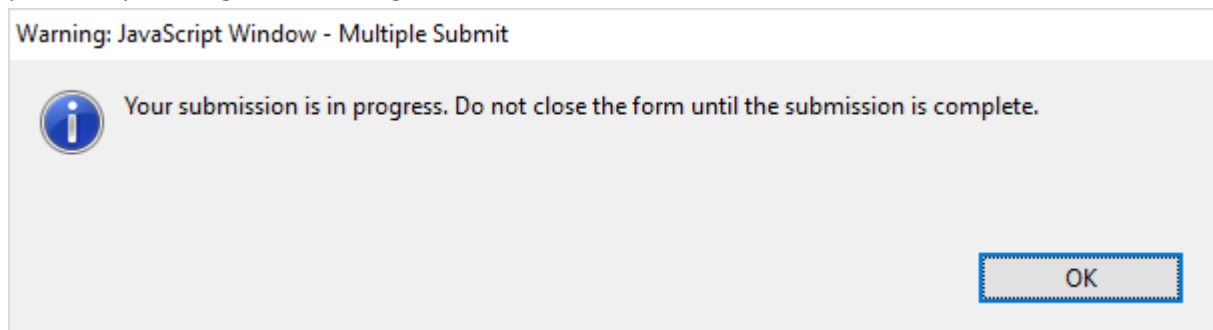 Warning: JavaScript Window - Multiple Submit
Your submission is in progress. Do not close the form until the submission is complete.
OK